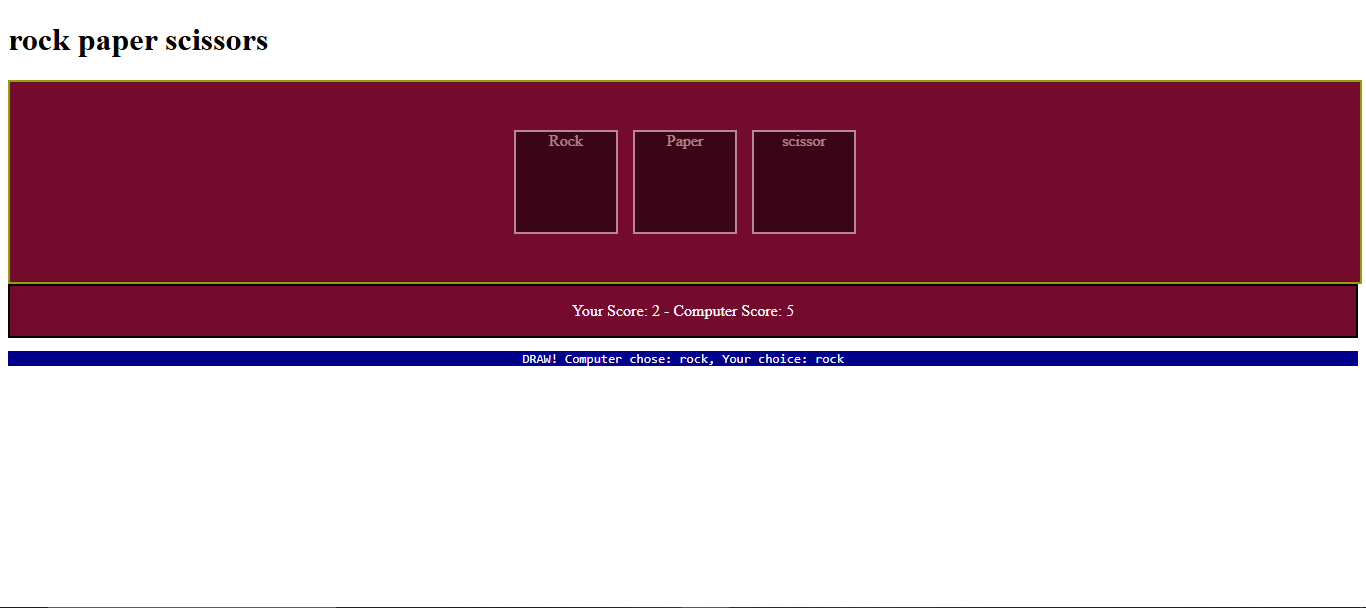 rock paper scissors
Rock Paper scissor
Your Score: 2 - Computer Score: 5
DRAW! Computer chose: rock, Your choice: rock